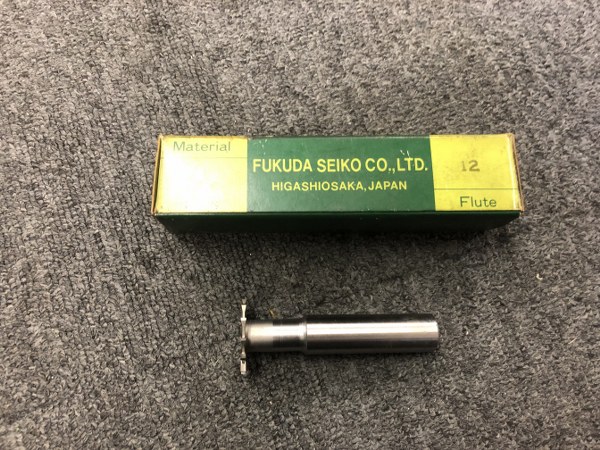 Material
FUKUDA SEIKO CO.,LTD.
HIGASHIOSAKA,JAPAN
12
Flute